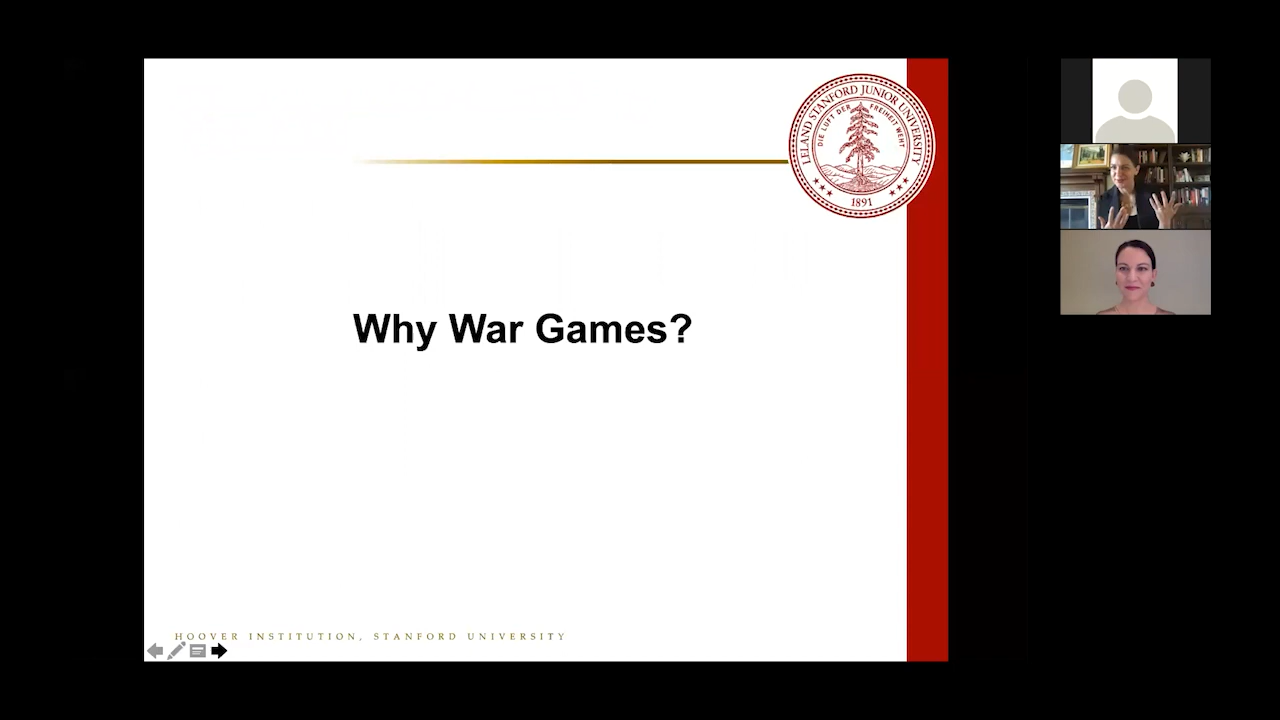 LELAND STANFORD JUNIOR UNIVERSITY
DIE LUFT DER FREIHEIT WEHT
1891
Why War Games?
HOOVER INSTITUTION, STANFORD UNIVERSITY